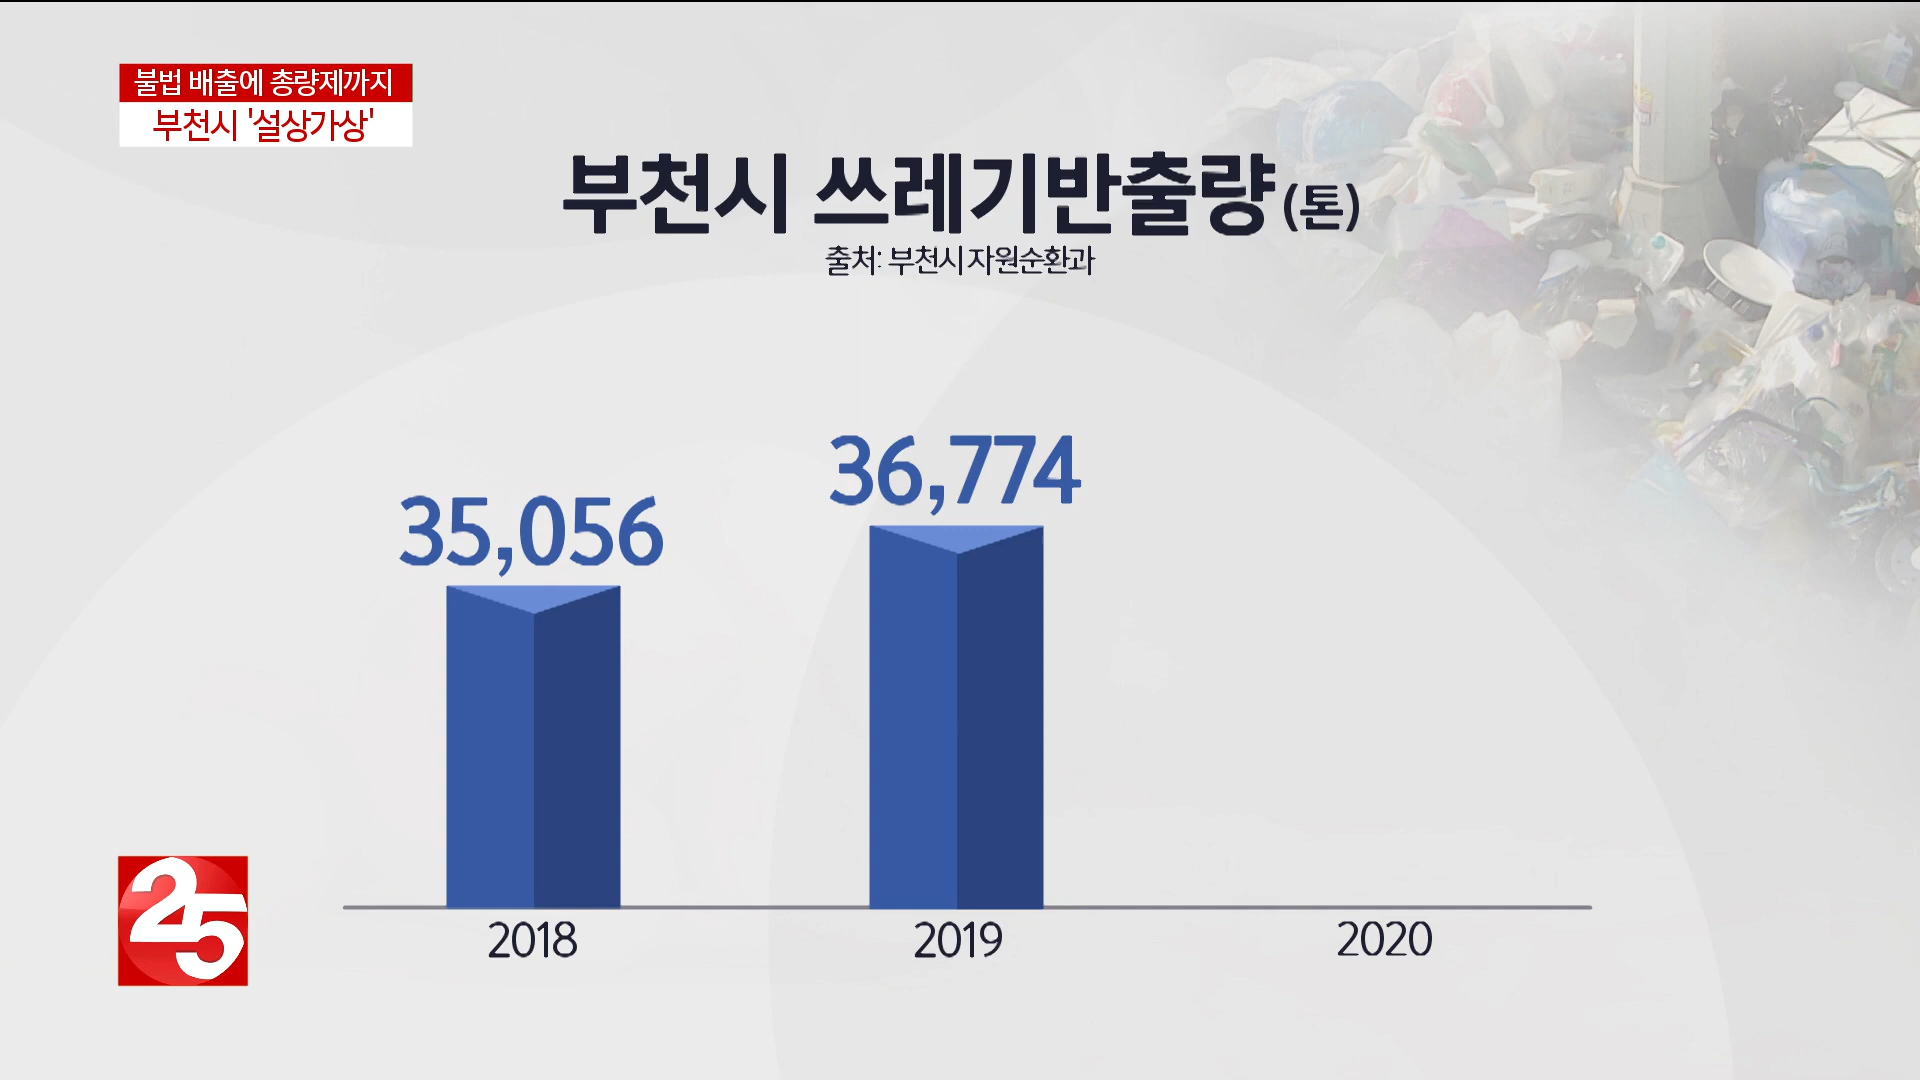 불법 배출에 총량제까지
부천시 '설상가상'
부천시 쓰레기반출량(톤)
출처: 부천시 자원순환과
35,056
36,774
2018
2019
2020
25